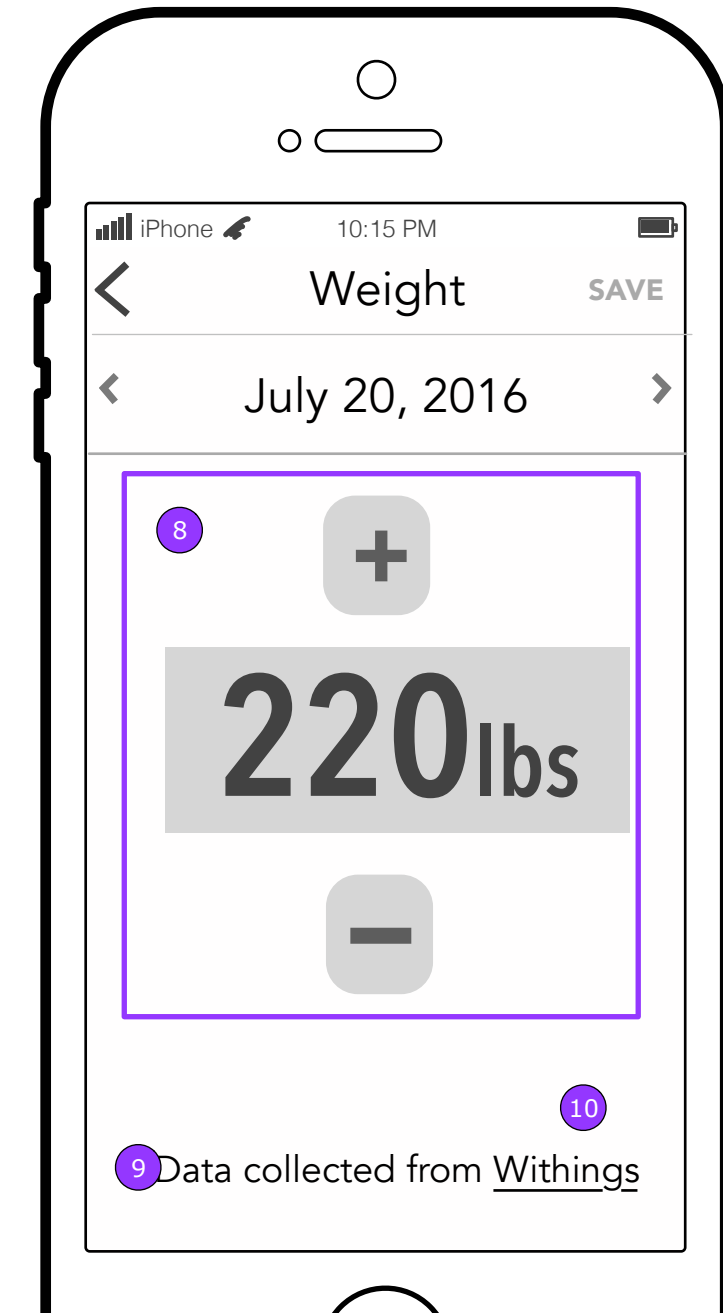 iPhone 10:15 PM
Weight SAVE
July 20, 2016
8
+
220lbs
−
10
9 Data collected from Withings